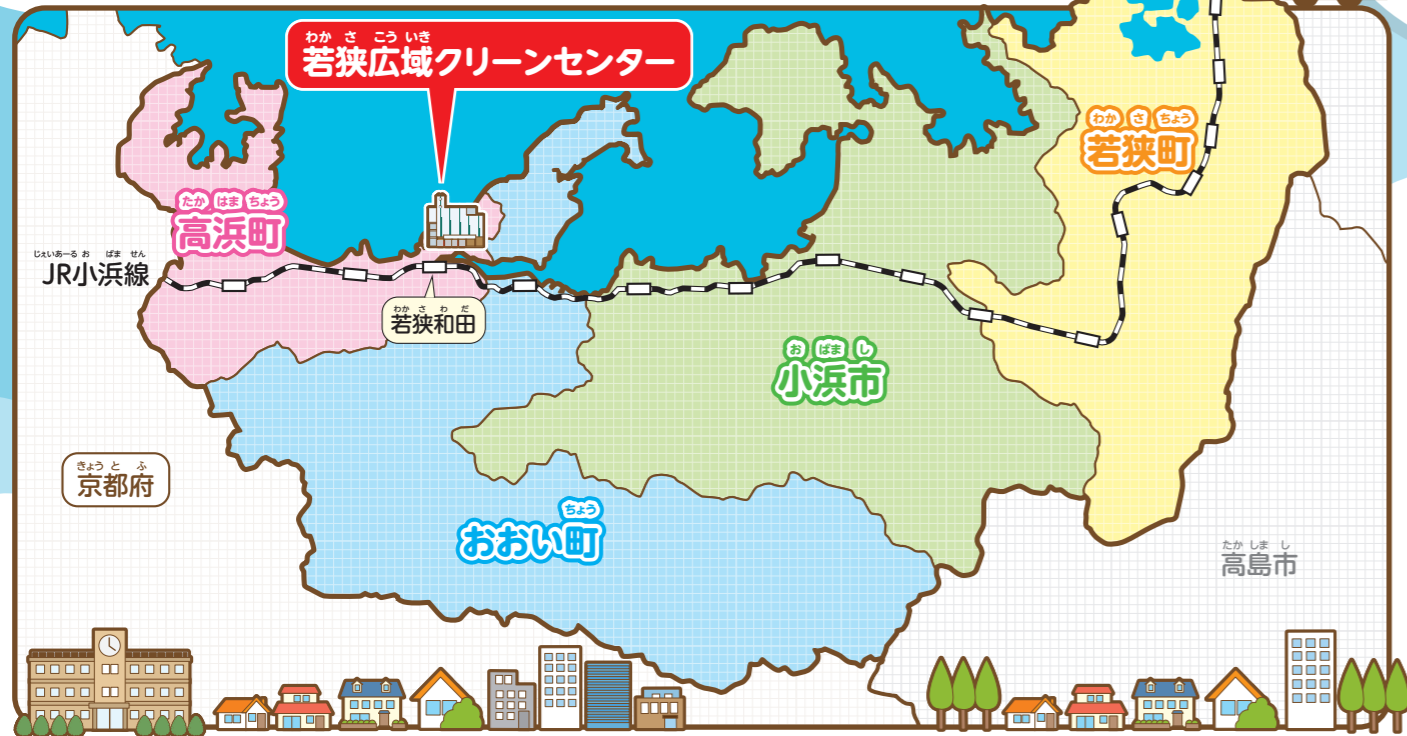 わかさこういき
若狭広域クリーンセンター
わかさちょう
若狭町
たかはまちょう
高浜町
じぇいあーるおばません
JR小浜線
わかさわだ
若狭和田
おばまし
小浜市
きょうとふ
京都府
ちょう
おおい町
たかしまし
高島市